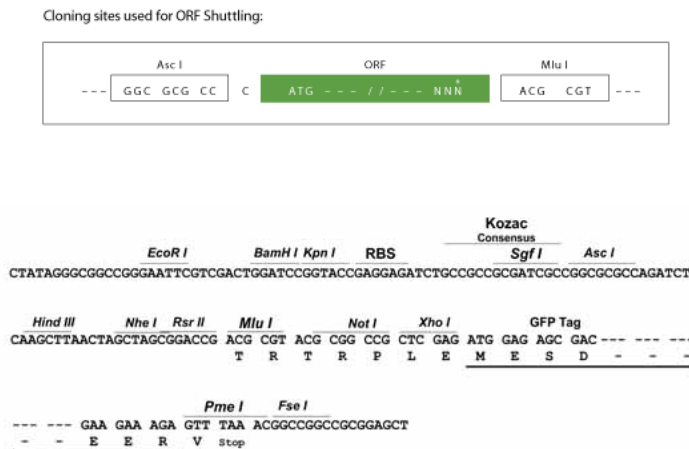 Cloning sites used for ORF Shuttling:
Asc I ORF Mlu I
--- GGC GCG CC C ATG --- // --- NNN* ACG CGT ---
Kozac
Consensus
EcoR I BamH I Kpn I RBS Sgf I Asc I
CTATAGGGCGGCCGGGAATTCGTCGACTGGATCCGGTACCGAGGAGATCTGCCGCCGCGATCGCCGGCGCGCCAGATCT
Hind III Nhe I Rsr II Mlu I Not I Xho I GFP Tag
CAAGCTTAACTAGCTAGCGGACCG ACG CGT ACG CGG CCG CTC GAG ATG GAG AGC GAC --- --- ---
T R T R P L E M E S D - - -
Pme I Fse I
--- --- GAA GAA AGA GTT TAA ACGGCCGGCCGCGGAGCT
- - E E R V Stop